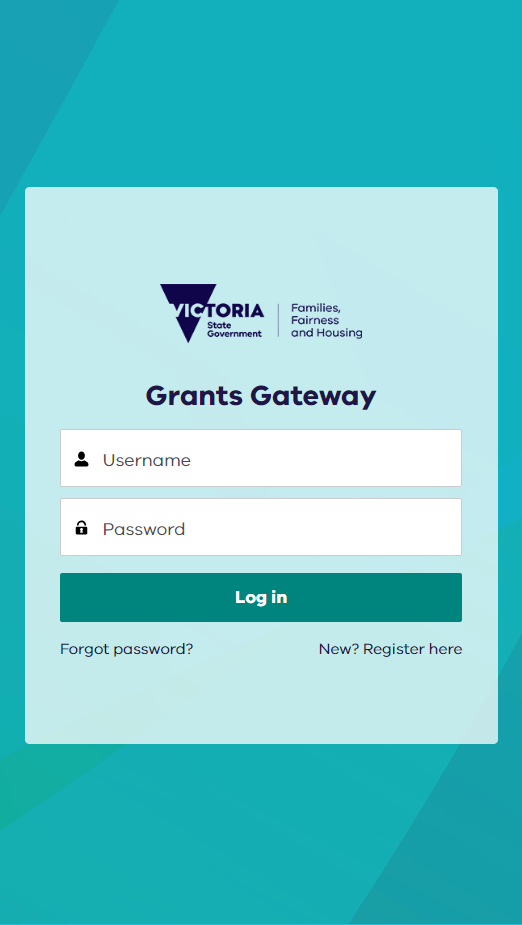 VICTORIA
State
Government
Families,
Fairness
and Housing
Grants Gateway
Username
Password
Log in
Forgot password?
New? Register here